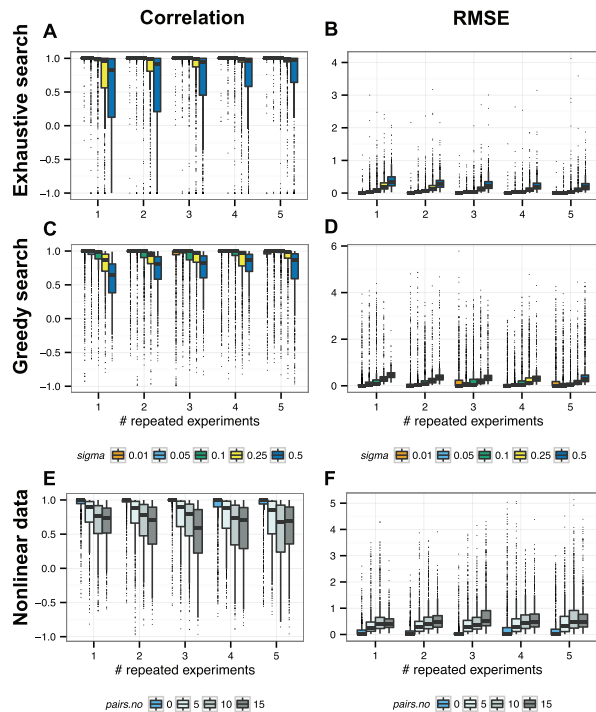 Correlation RMSE
A B
Exhaustive search
1.0
0.5
0.0
−0.5
−1.0
1 2 3 4 5
4
3
2
1
0
1 2 3 4 5
C D
Greedy search
1.0
0.5
0.0
−0.5
−1.0
1 2 3 4 5
# repeated experiments
6
4
2
0
1 2 3 4 5
# repeated experiments
sigma 0.01 0.05 0.1 0.25 0.5
sigma 0.01 0.05 0.1 0.25 0.5
E F
Nonlinear data
1.0
0.5
0.0
−0.5
−1.0
1 2 3 4 5
# repeated experiments
5
4
3
2
1
0
1 2 3 4 5
# repeated experiments
pairs.no 0 5 10 15
pairs.no 0 5 10 15